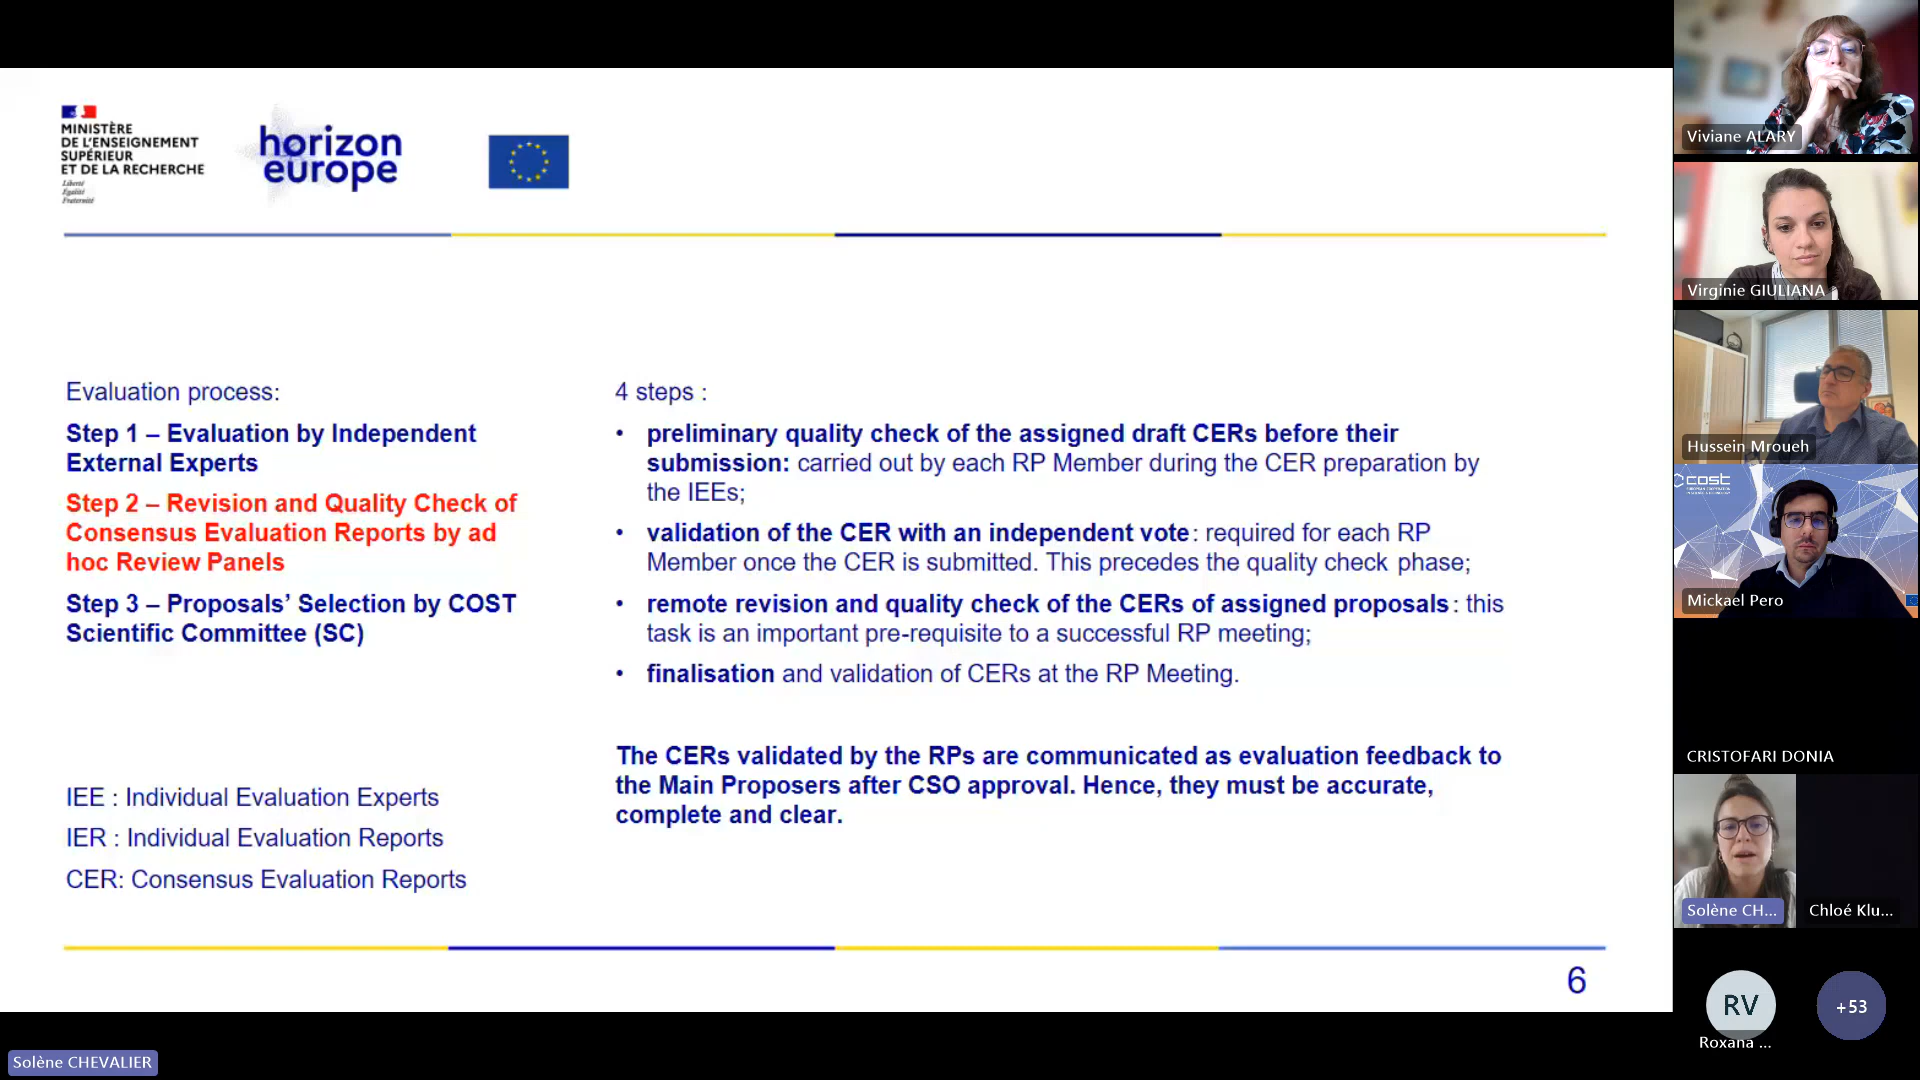 MINISTÈRE
DE L'ENSEIGNEMENT
SUPÉRIEUR
ET DE LA RECHERCHE
Liberté
Égalité
Fraternité
horizon
europe
Evaluation process:
Step 1 – Evaluation by Independent
External Experts
Step 2 – Revision and Quality Check of
Consensus Evaluation Reports by ad
hoc Review Panels
Step 3 – Proposals' Selection by COST
Scientific Committee (SC)
IEE : Individual Evaluation Experts
IER : Individual Evaluation Reports
CER: Consensus Evaluation Reports
4 steps :
• preliminary quality check of the assigned draft CERs before their
submission: carried out by each RP Member during the CER preparation by
the IEEs;
• validation of the CER with an independent vote: required for each RP
Member once the CER is submitted. This precedes the quality check phase;
• remote revision and quality check of the CERs of assigned proposals: this
task is an important pre-requisite to a successful RP meeting;
• finalisation and validation of CERs at the RP Meeting.
The CERs validated by the RPs are communicated as evaluation feedback to
the Main Proposers after CSO approval. Hence, they must be accurate,
complete and clear.
6
Solène CHEVALIER
Viviane ALARY
Virginie GIULIANA
Hussein Mroueh
cost
EUROPEAN COOPERATION
IN SCIENCE & TECHNOLOGY
Mickael Pero
CRISTOFARI DONIA
Solène CH...
Chloé Klu...
RV
Roxana ...
+53